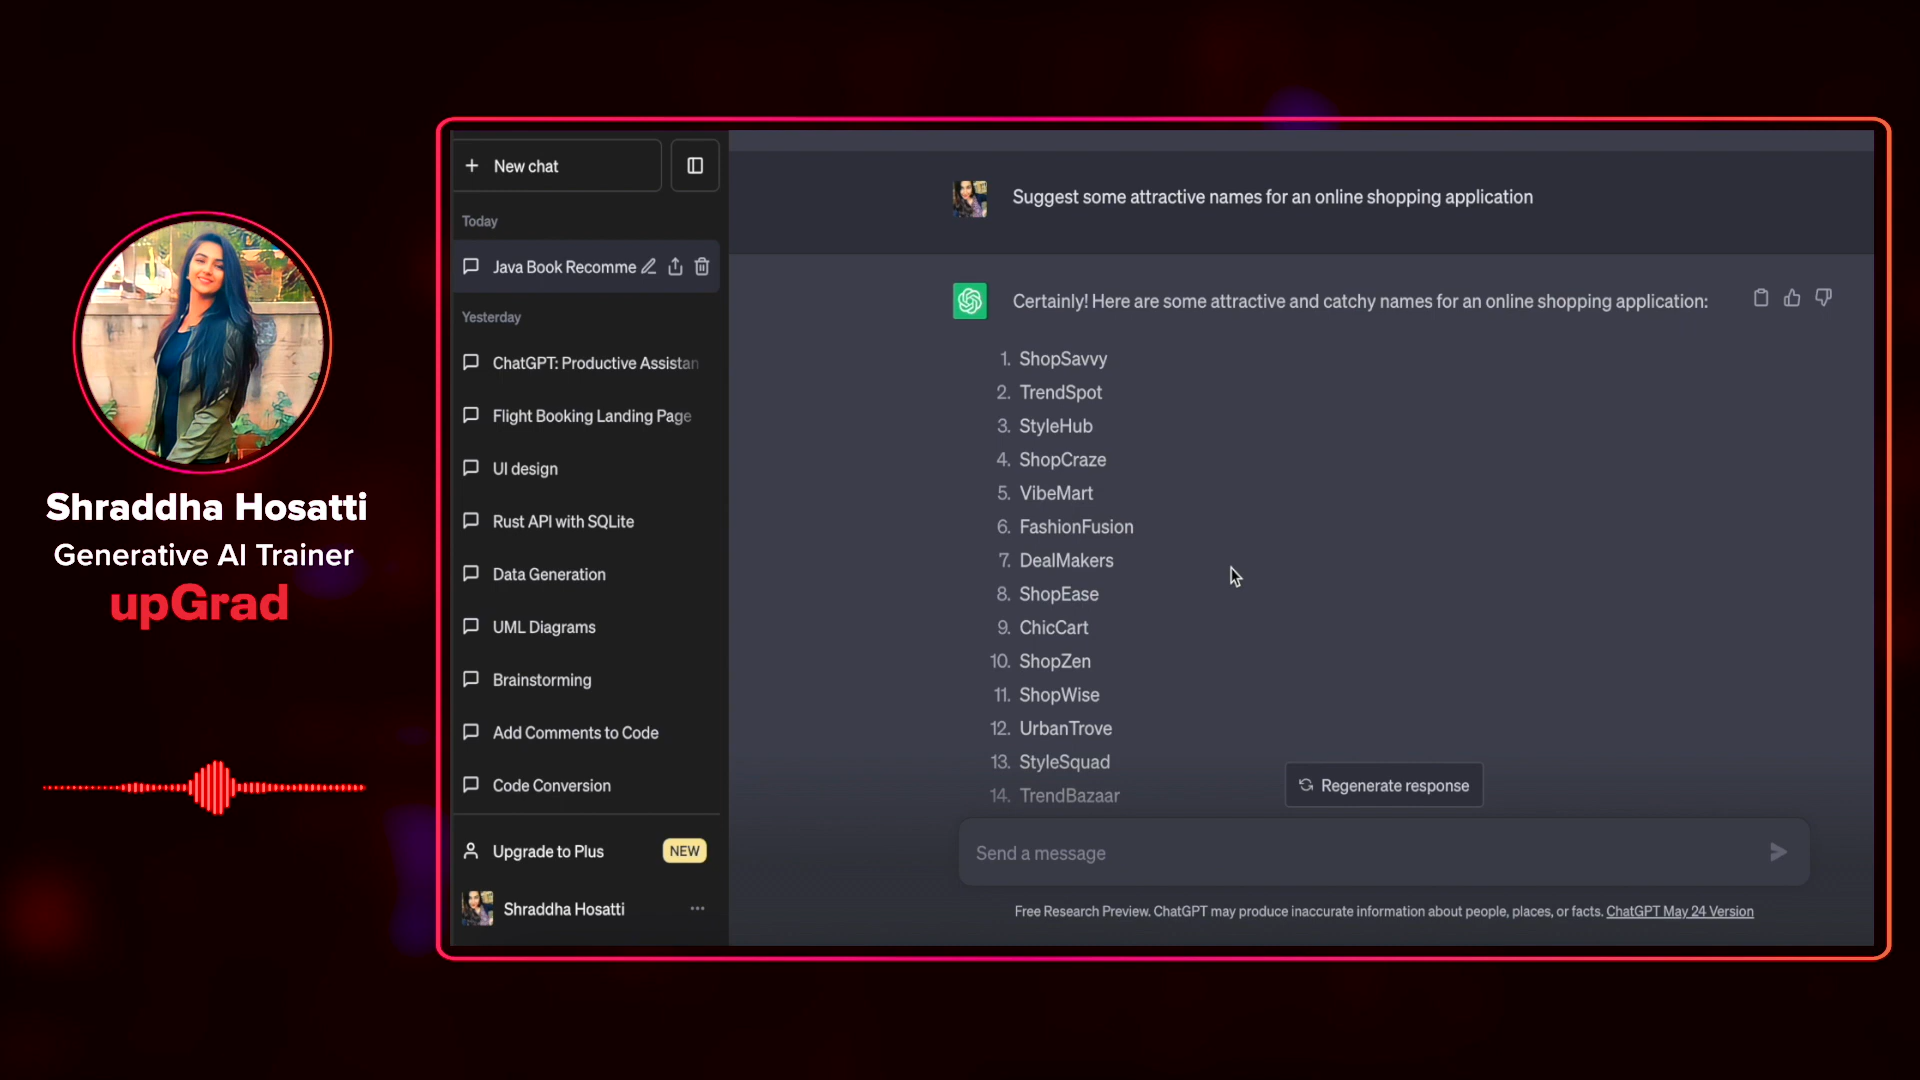 Shraddha Hosatti
Generative AI Trainer
upGrad
New chat
Today
Java Book Recomme
Yesterday
ChatGPT: Productive Assistan
Flight Booking Landing Page
UI design
Rust API with SQLite
Data Generation
UML Diagrams
Brainstorming
Add Comments to Code
Code Conversion
Upgrade to Plus NEW
Shraddha Hosatti
Suggest some attractive names for an online shopping application
Certainly! Here are some attractive and catchy names for an online shopping application:
1. ShopSavvy
2. TrendSpot
3. StyleHub
4. ShopCraze
5. VibeMart
6. FashionFusion
7. DealMakers
8. ShopEase
9. ChicCart
10. ShopZen
11. ShopWise
12. UrbanTrove
13. StyleSquad
14. TrendBazaar
Regenerate response
Send a message
Free Research Preview. ChatGPT may produce inaccurate information about people, places, or facts. ChatGPT May 24 Version